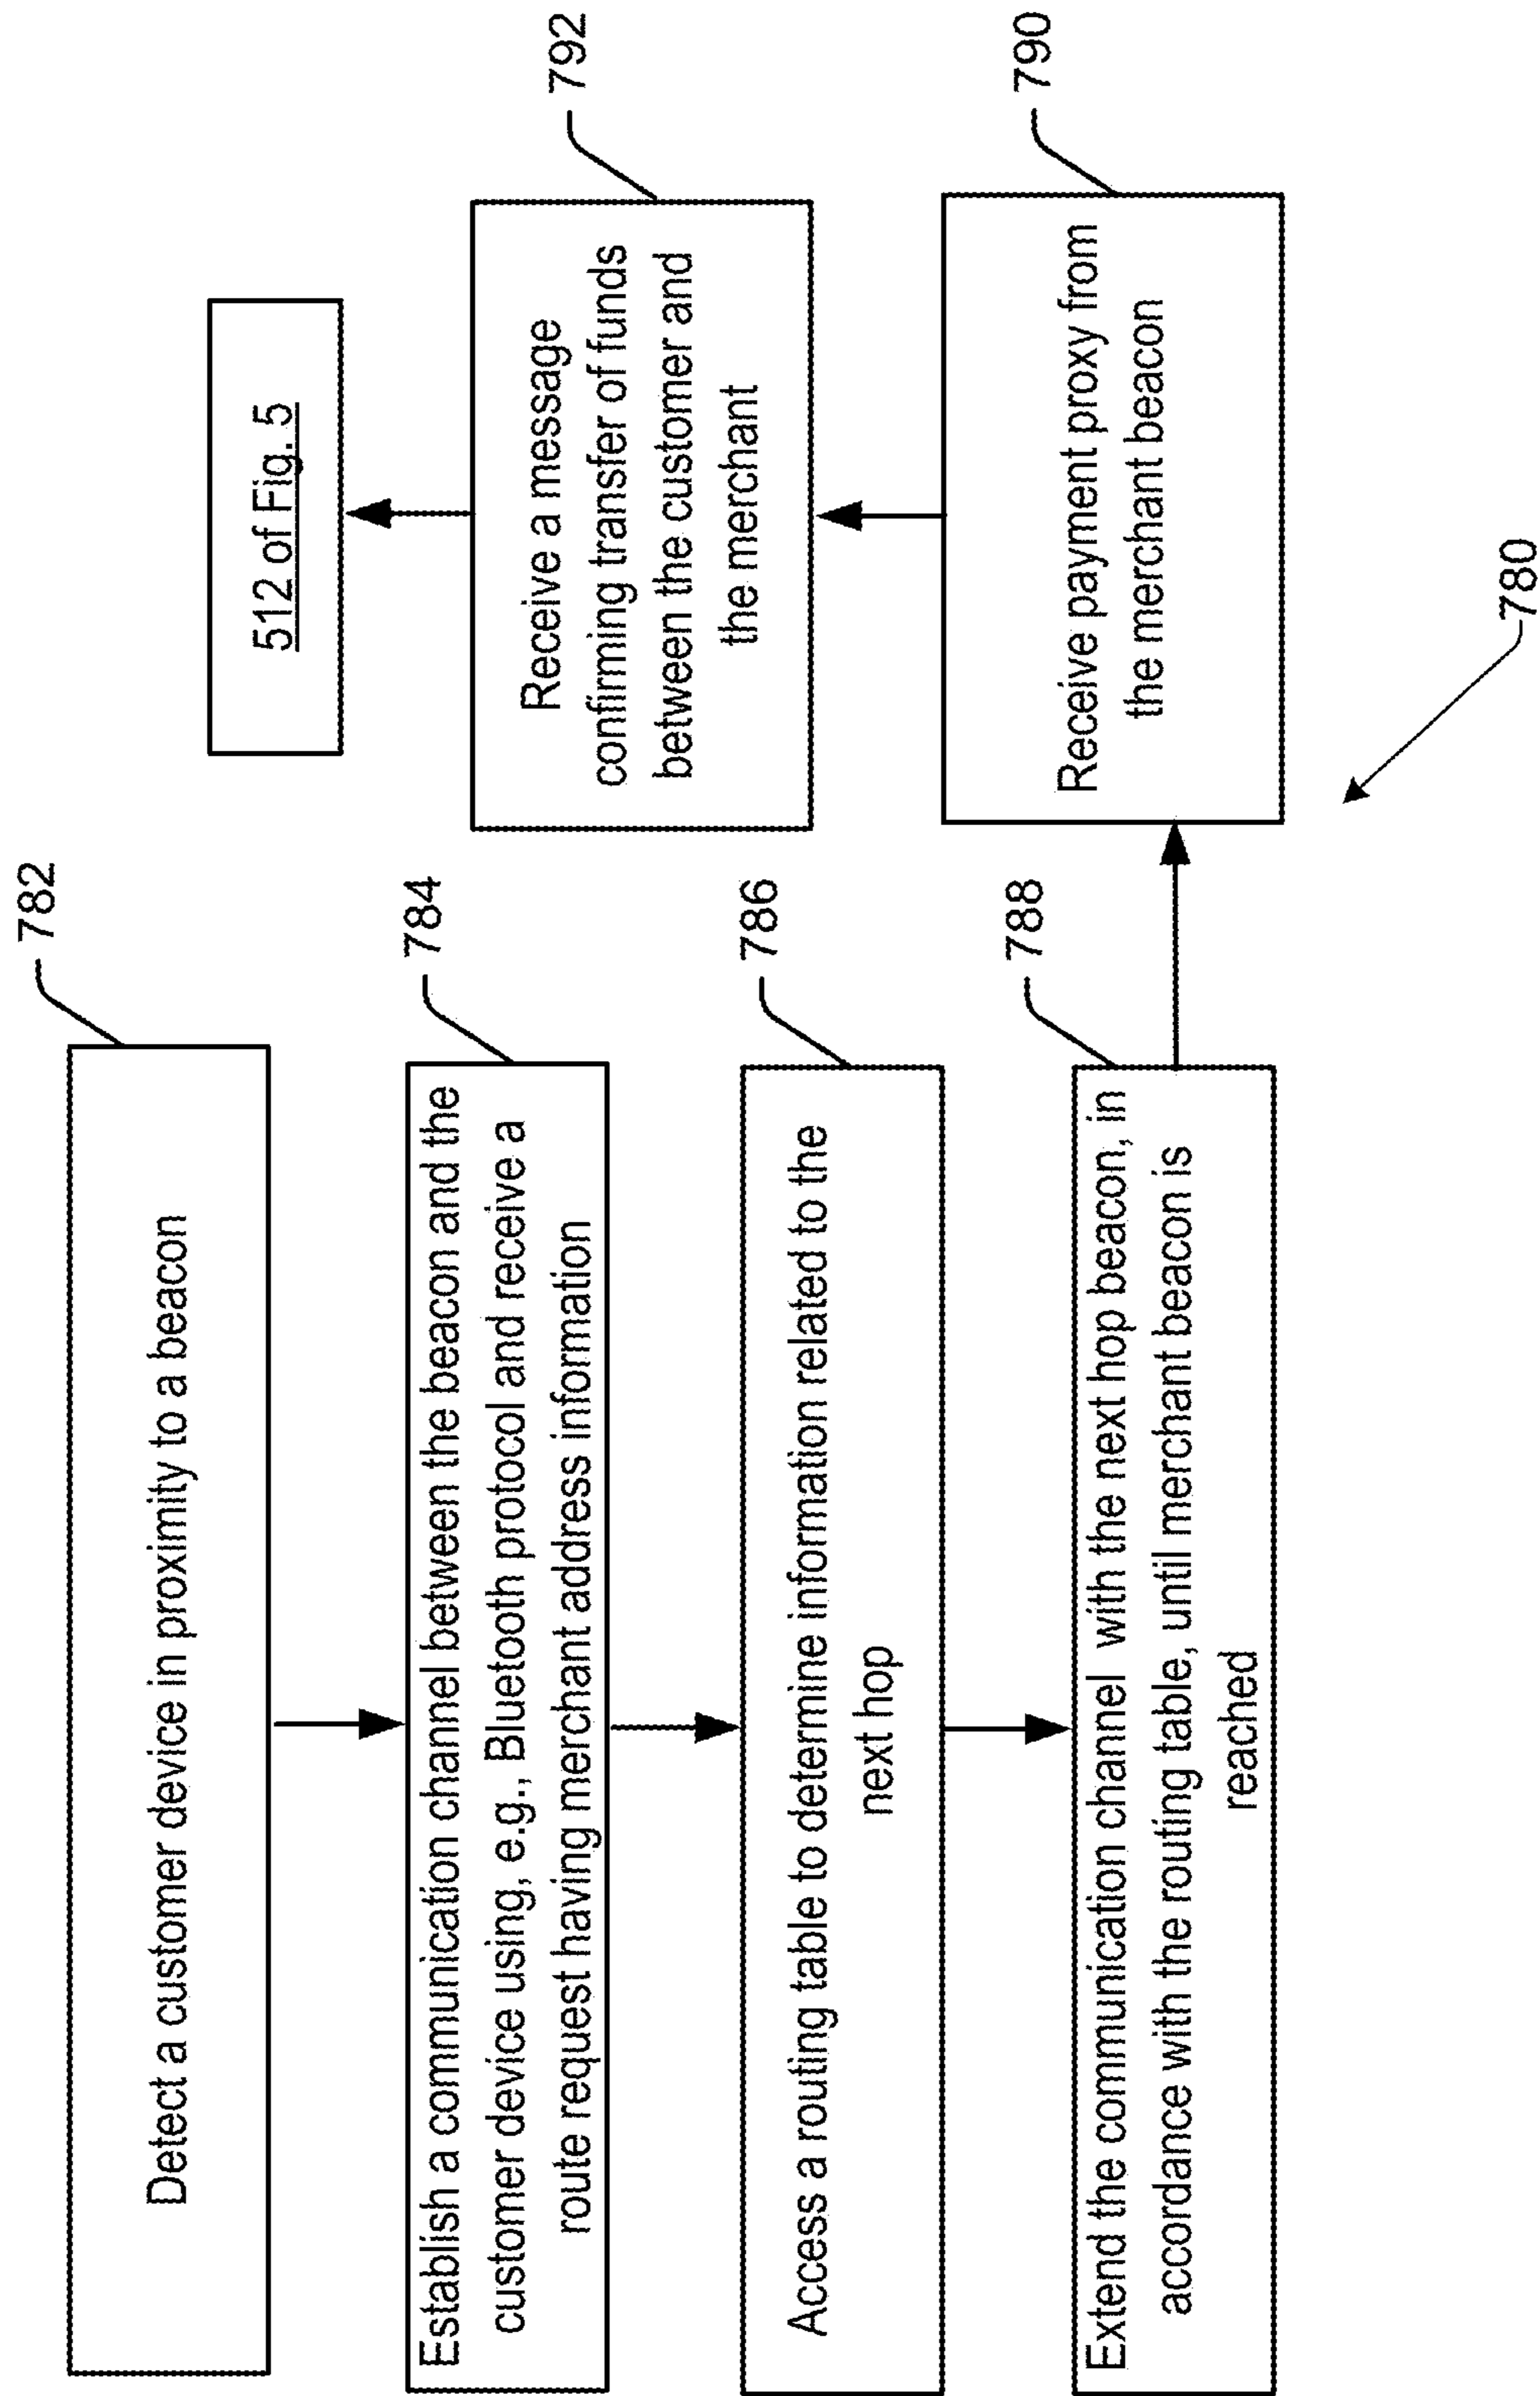 782
Detect a customer device in proximity to a beacon
784
Establish a communication channel between the beacon and the
customer device using, e.g., Bluetooth protocol and receive a
route request having merchant address information
786
Access a routing table to determine information related to the
next hop
788
Extend the communication channel with the next hop beacon, in
accordance with the routing table, until merchant beacon is
reached
790
Receive payment proxy from
the merchant beacon
792
Receive a message
confirming transfer of funds
between the customer and
the merchant
512 of Fig. 5
780